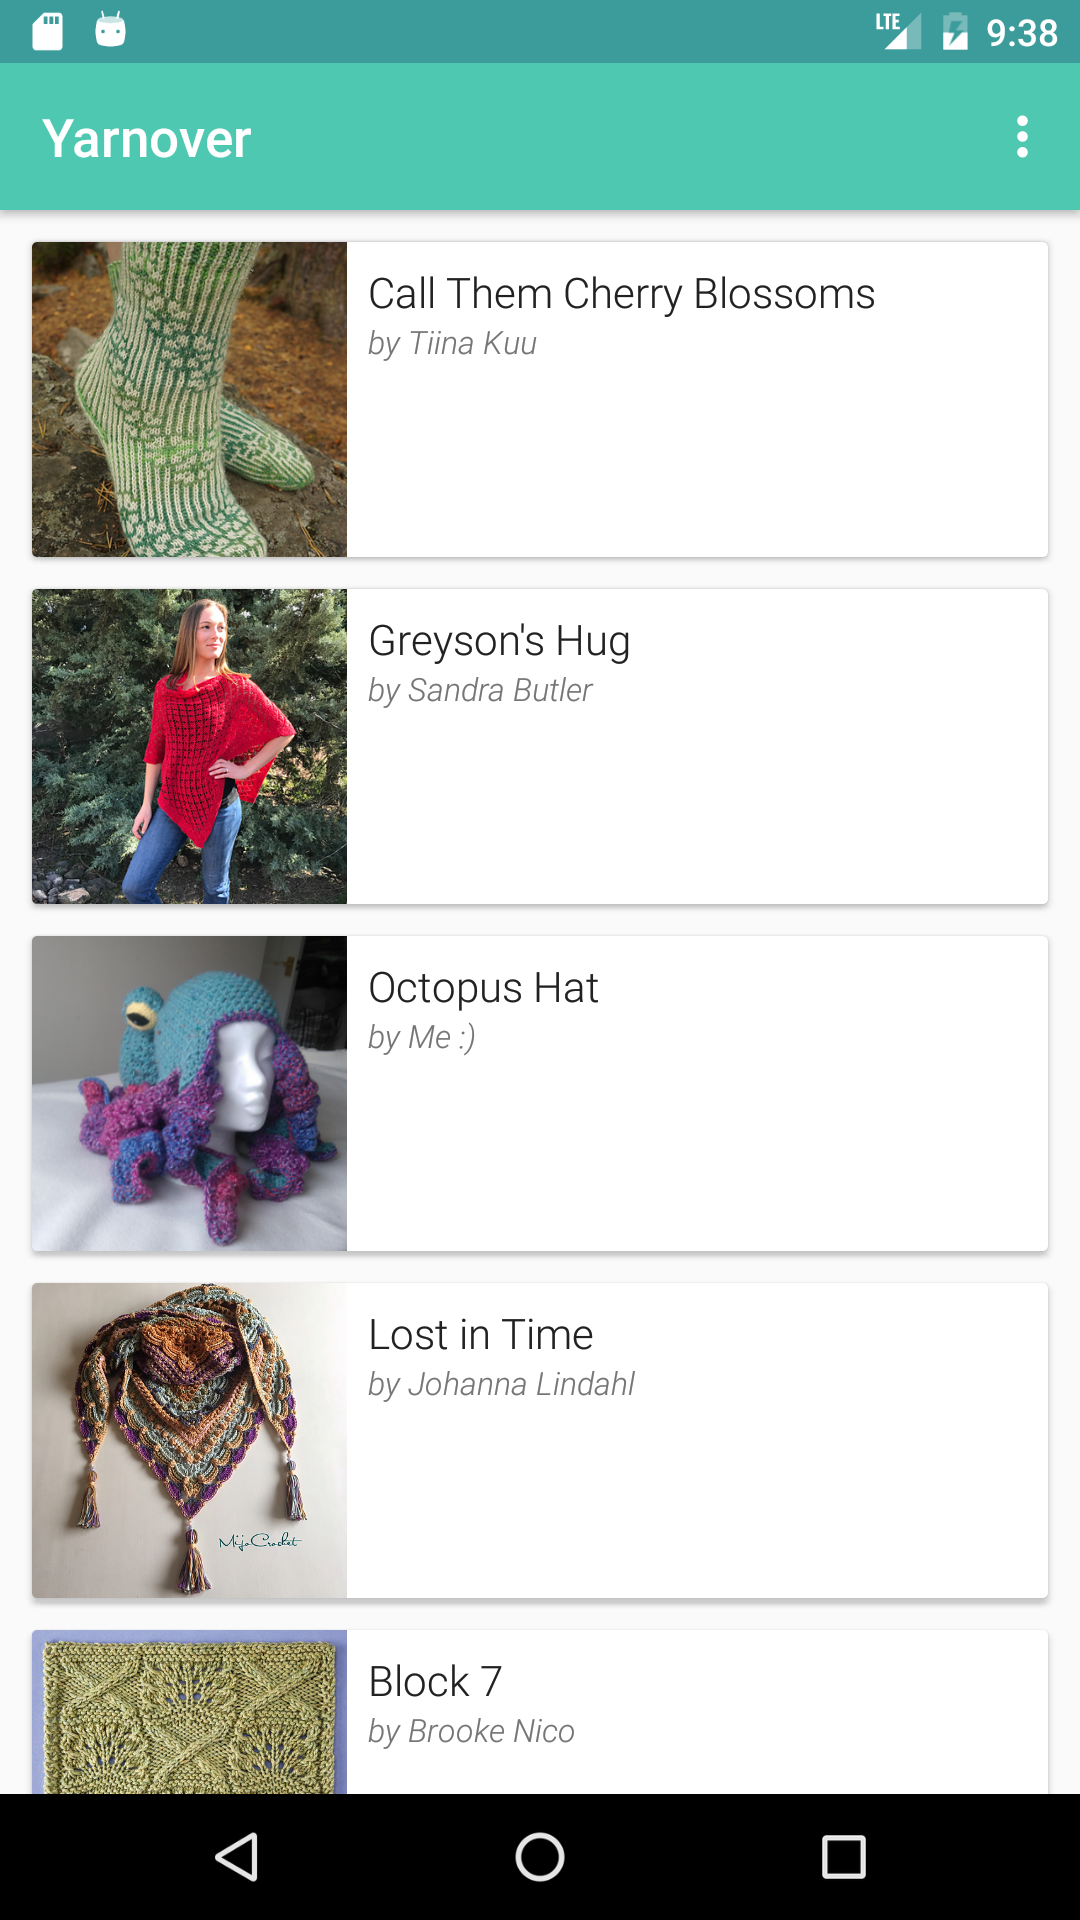 LTE 9:38
Yarnover
Call Them Cherry Blossoms
by Tiina Kuu
Greyson's Hug
by Sandra Butler
Octopus Hat
by Me :)
Lost in Time
by Johanna Lindahl
MijoCrochet
Block 7
by Brooke Nico